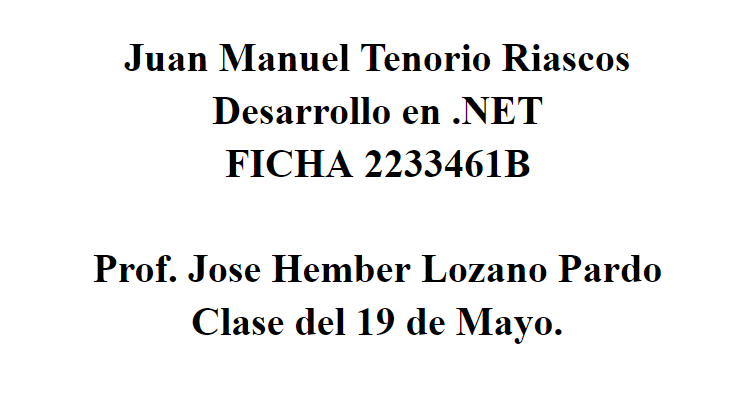 Juan Manuel Tenorio Riascos
Desarrollo en .NET
FICHA 2233461B
Prof. Jose Hember Lozano Pardo
Clase del 19 de Mayo.